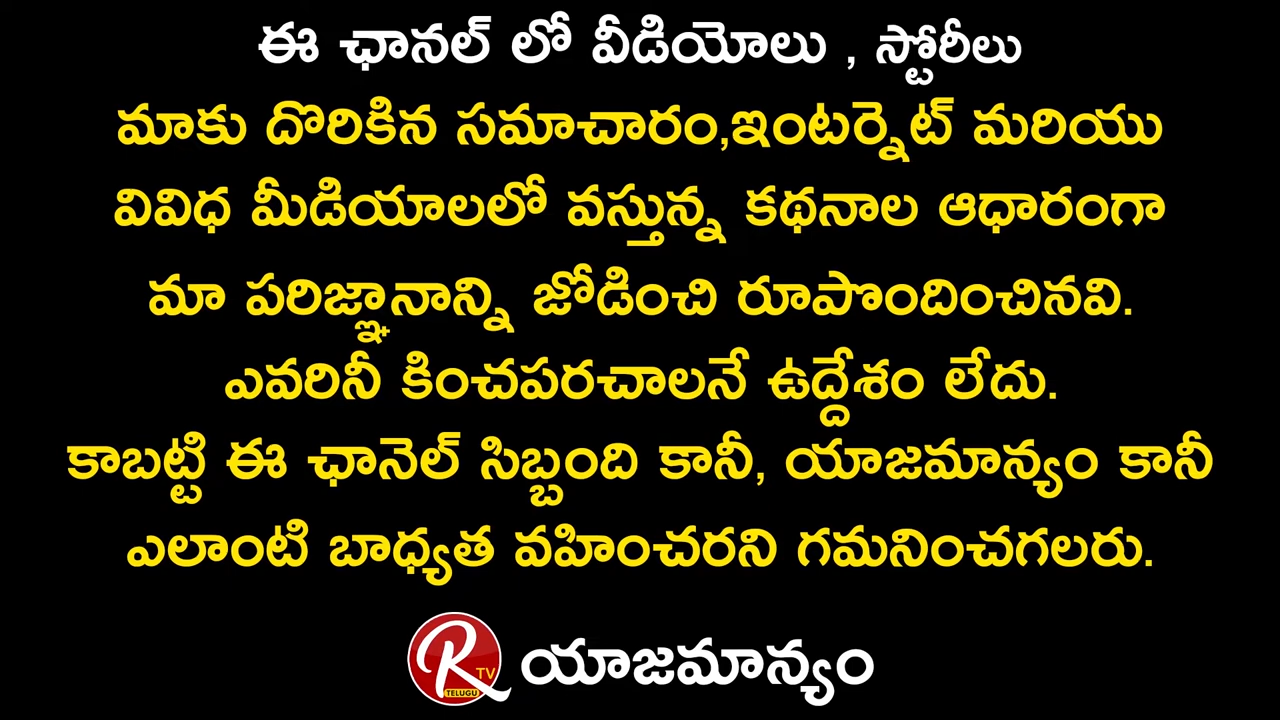 ఈ ఛానల్ లో వీడియోలు , స్టోరీలు
మాకు దొరికిన సమాచారం,ఇంటర్నెట్ మరియు
వివిధ మీడియాలలో వస్తున్న కథనాల ఆధారంగా
మా పరిజ్ఞానాన్ని జోడించి రూపొందించినవి.
ఎవరినీ కించపరచాలనే ఉద్దేశం లేదు.
కాబట్టి ఈ ఛానెల్ సిబ్బంది కానీ, యాజమాన్యం కానీ
ఎలాంటి బాధ్యత వహించరని గమనించగలరు.
R TV TELUGU యాజమాన్యం